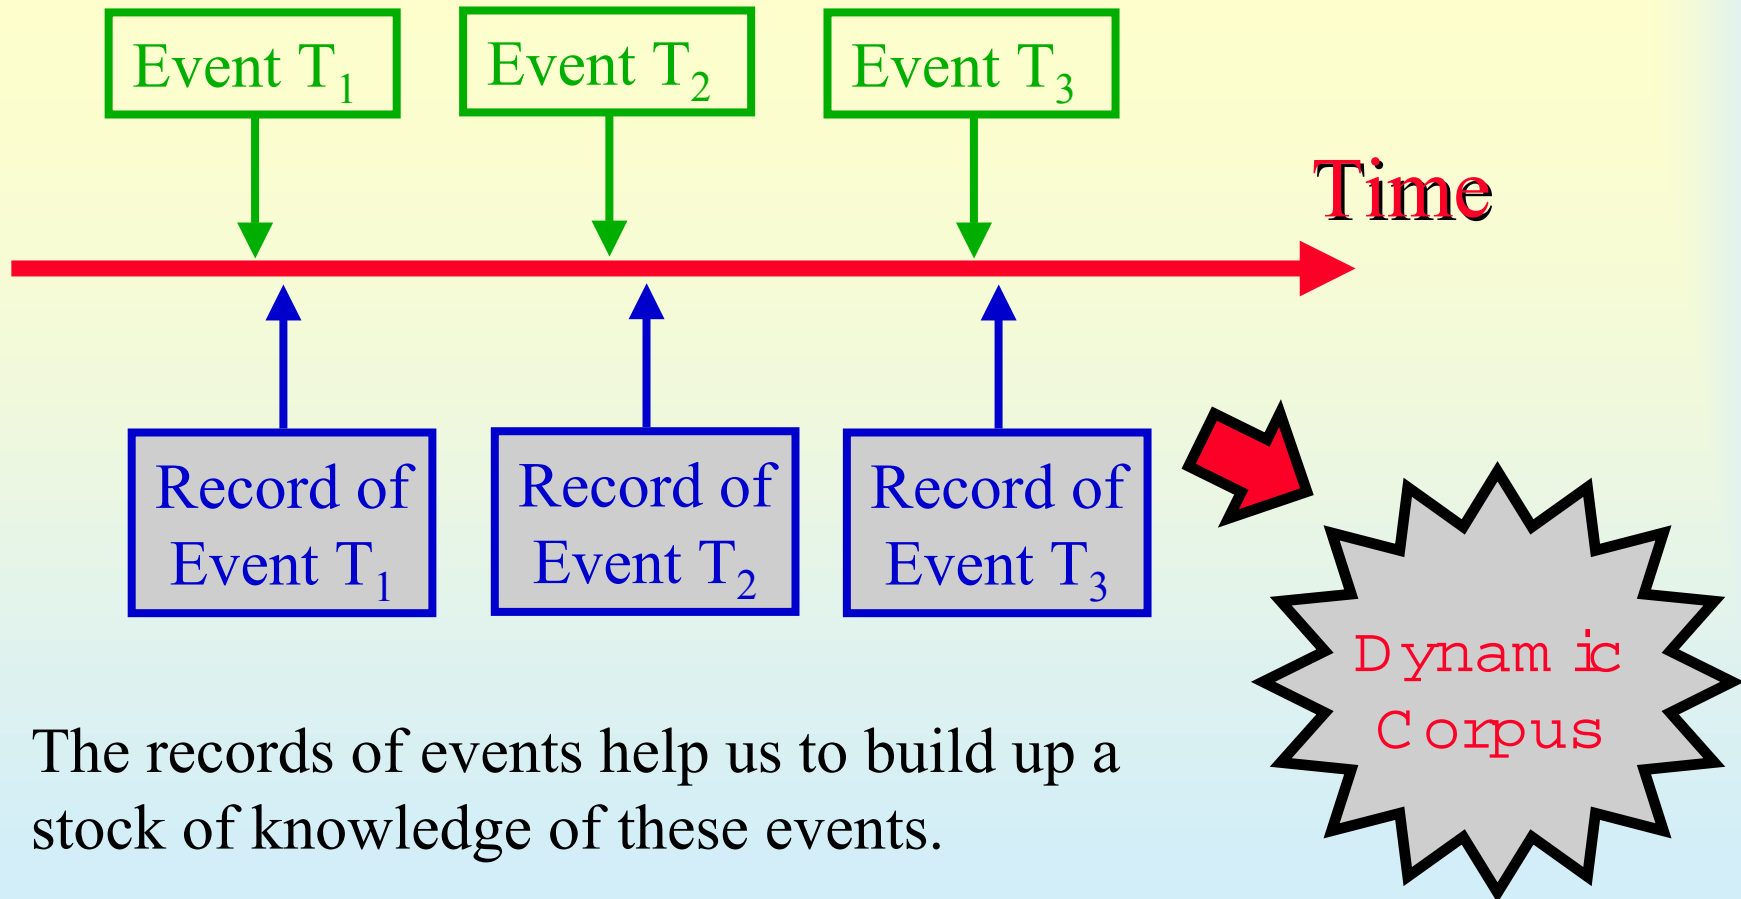 Event T₁
Event T₂
Event T₃
Time
Record of
Event T₁
Record of
Event T₂
Record of
Event T₃
Dynamic
Corpus
The records of events help us to build up a
stock of knowledge of these events.